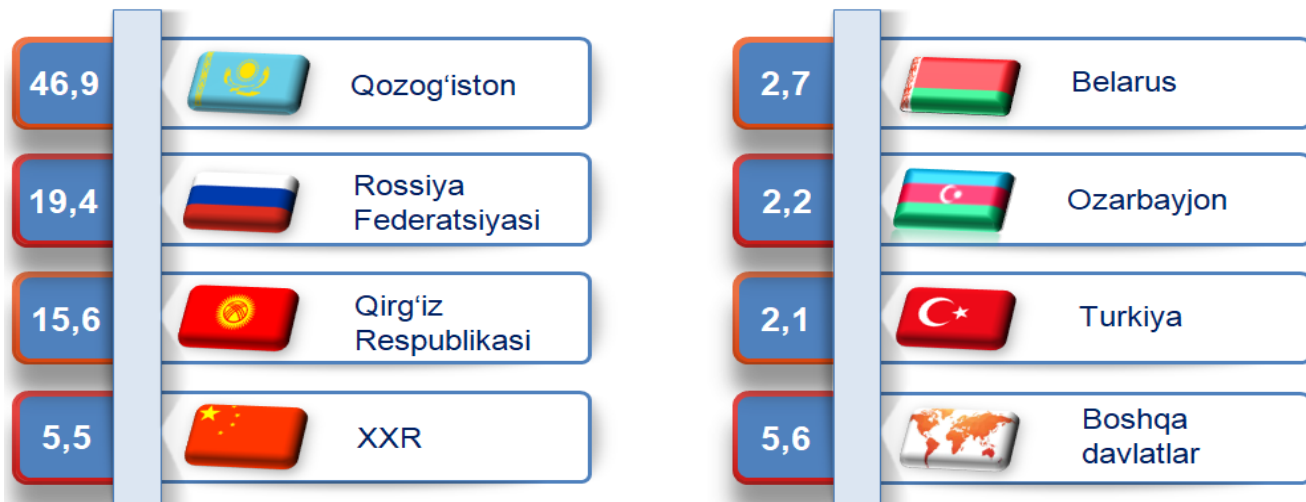 46,9
Qozog‘iston
19,4
Rossiya
Federatsiyasi
15,6
Qirg‘iz
Respublikasi
5,5
XXR
2,7
Belarus
2,2
Ozarbayjon
2,1
Turkiya
5,6
Boshqa
davlatlar